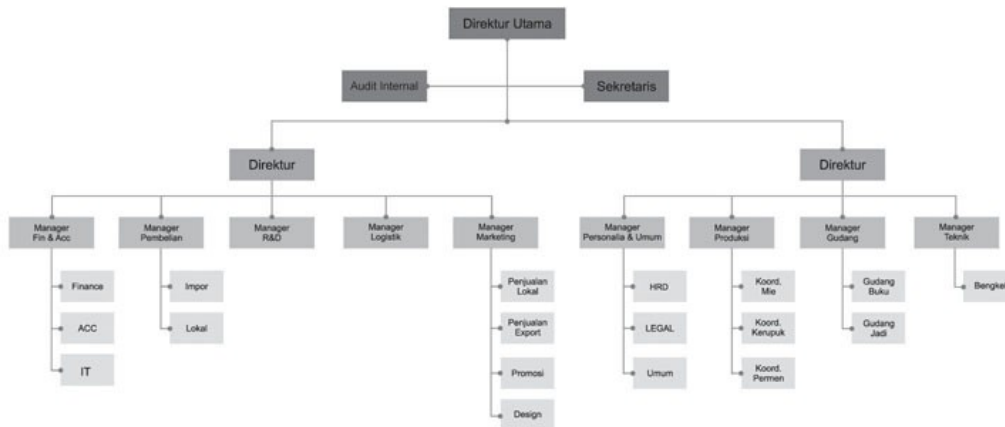 Direktur Utama
Audit Internal
Sekretaris
Direktur
Direktur
Manager
Fin & Acc
Manager
Pembelian
Manager
R&D
Manager
Logistik
Manager
Marketing
Manager
Personalia & Umum
Manager
Produksi
Manager
Gudang
Manager
Teknik
Finance
ACC
IT
Impor
Lokal
Penjualan
Lokal
Penjualan
Export
Promosi
Design
HRD
LEGAL
Umum
Koord.
Mie
Koord.
Kerupuk
Koord.
Permen
Gudang
Buku
Gudang
Jadi
Bengkel